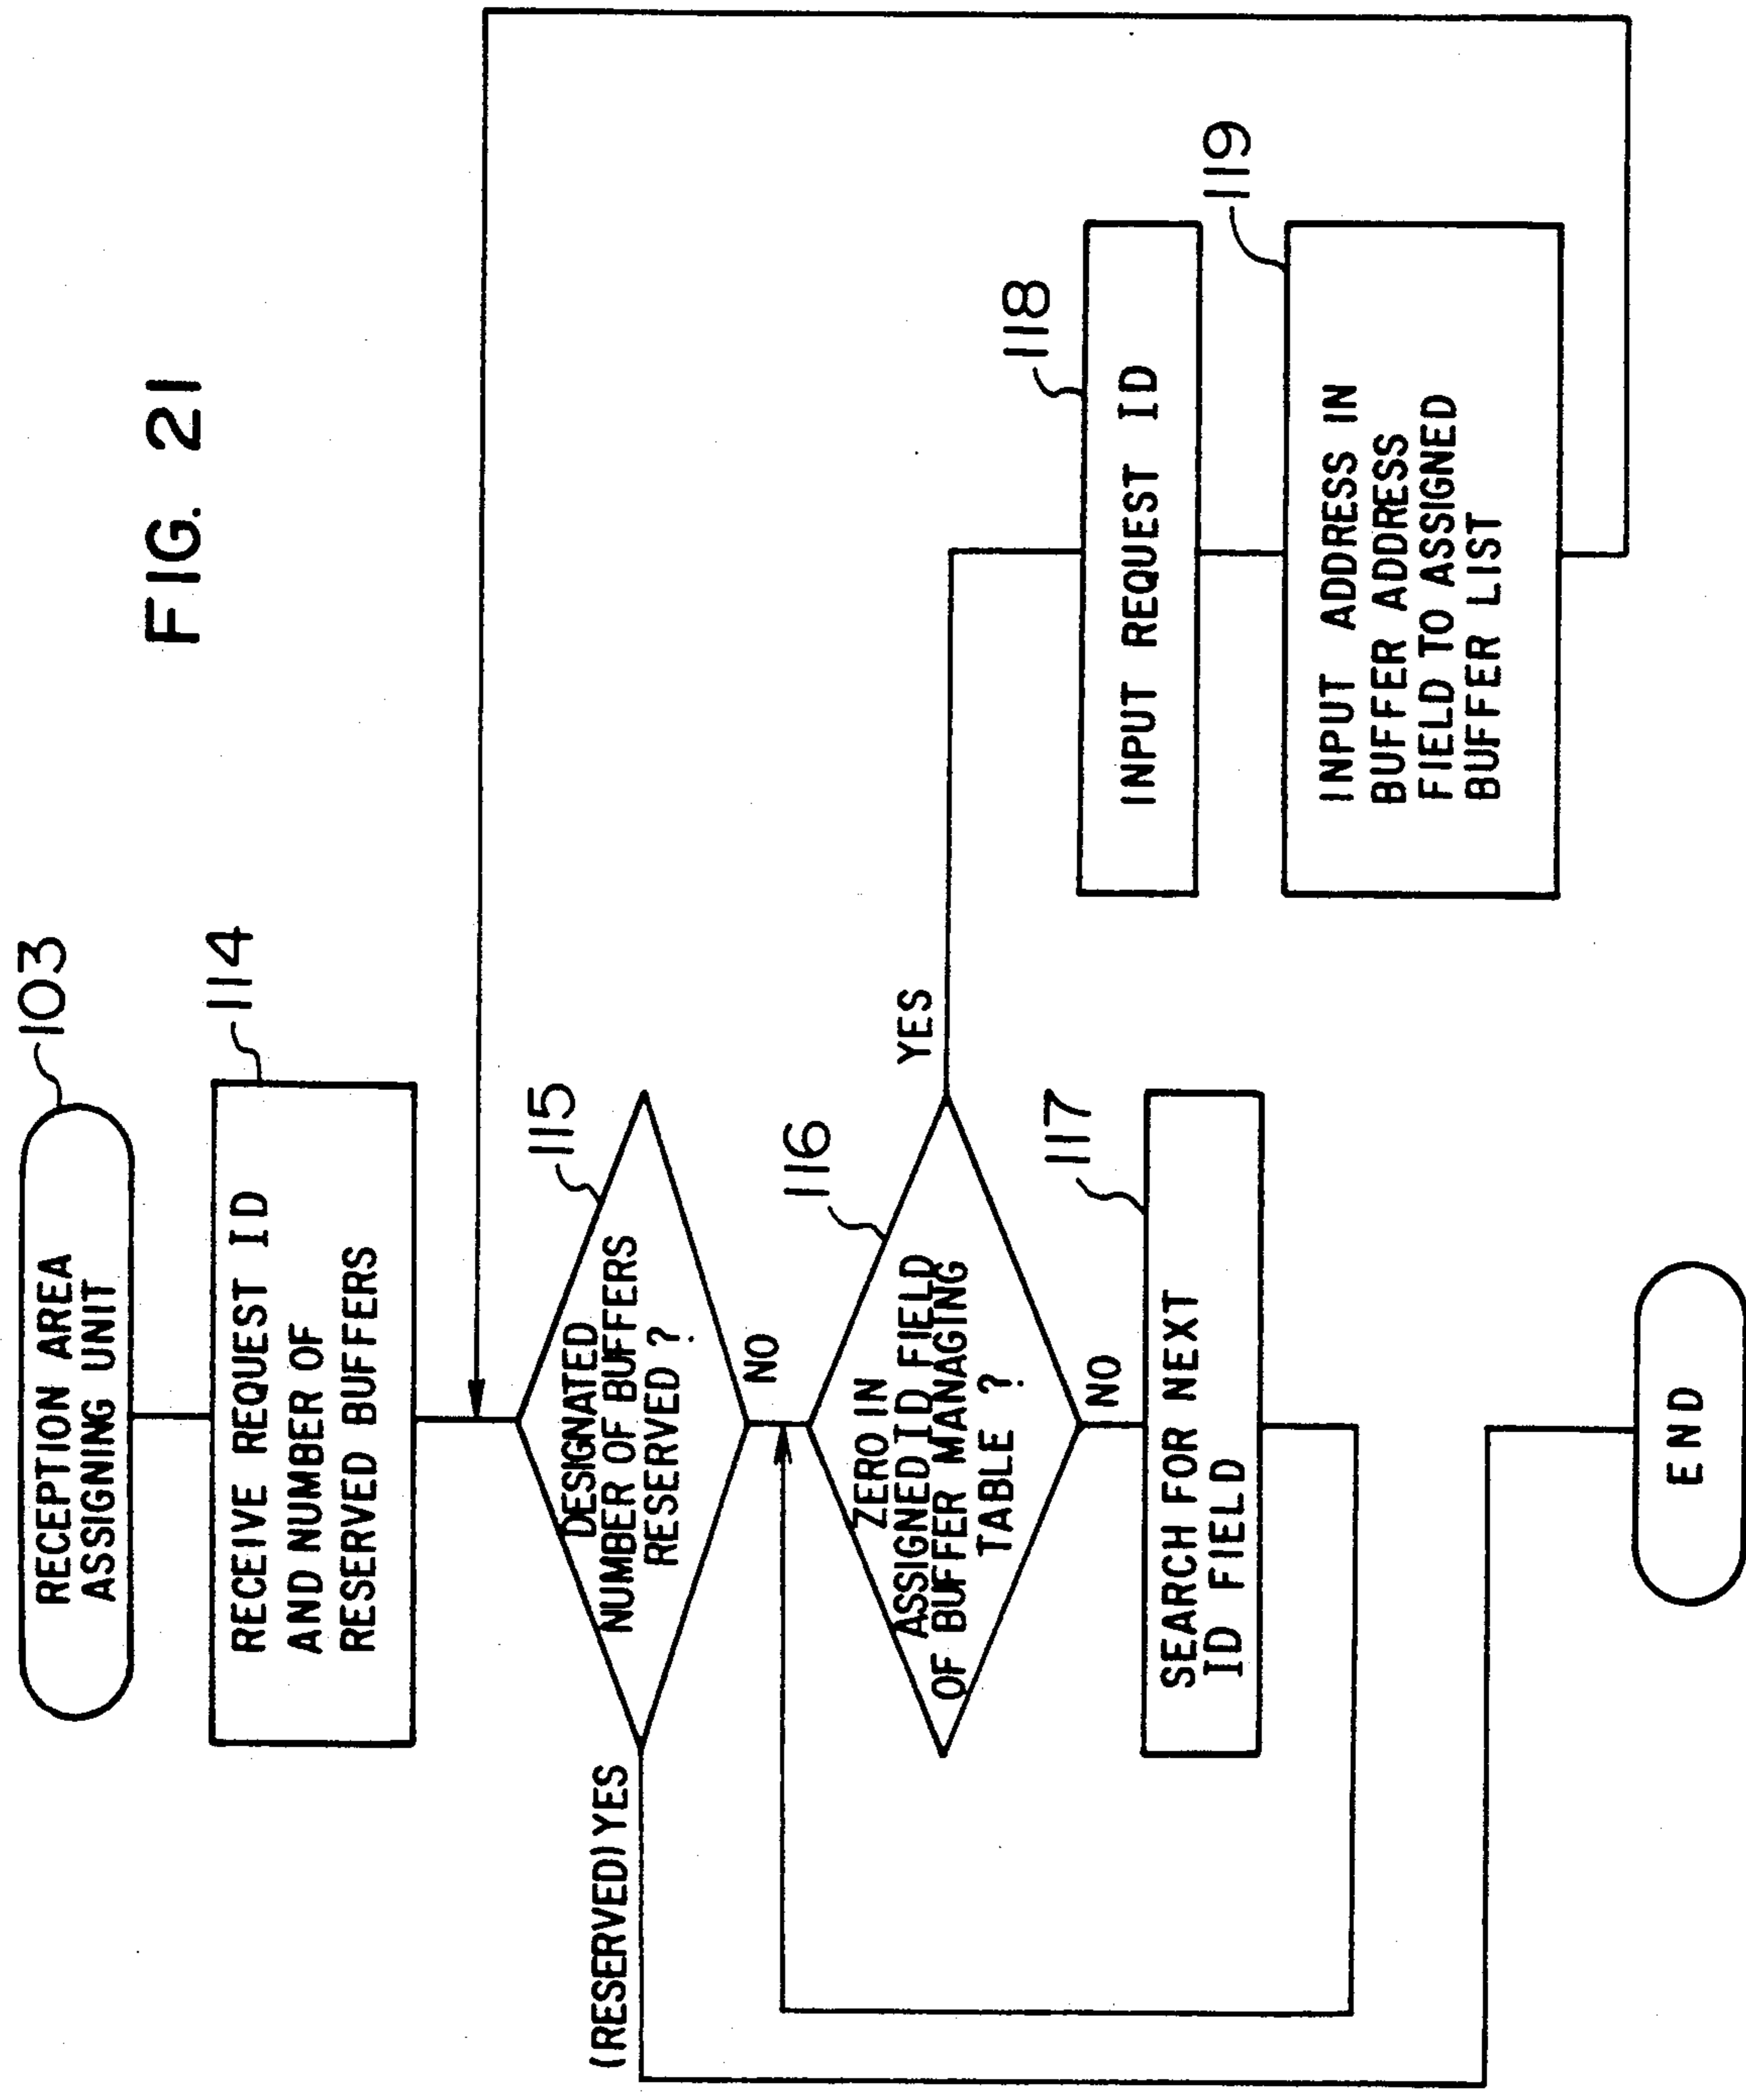 FIG. 21
103
RECEPTION AREA
ASSIGNING UNIT
114
RECEIVE REQUEST ID
AND NUMBER OF
RESERVED BUFFERS
115
DESIGNATED
NUMBER OF BUFFERS
RESERVED ?
(RESERVED) YES
NO
116
ZERO IN
ASSIGNED ID FIELD
OF BUFFER MANAGING
TABLE ?
YES
NO
117
SEARCH FOR NEXT
ID FIELD
118
INPUT REQUEST ID
119
INPUT ADDRESS IN
BUFFER ADDRESS
FIELD TO ASSIGNED
BUFFER LIST
END